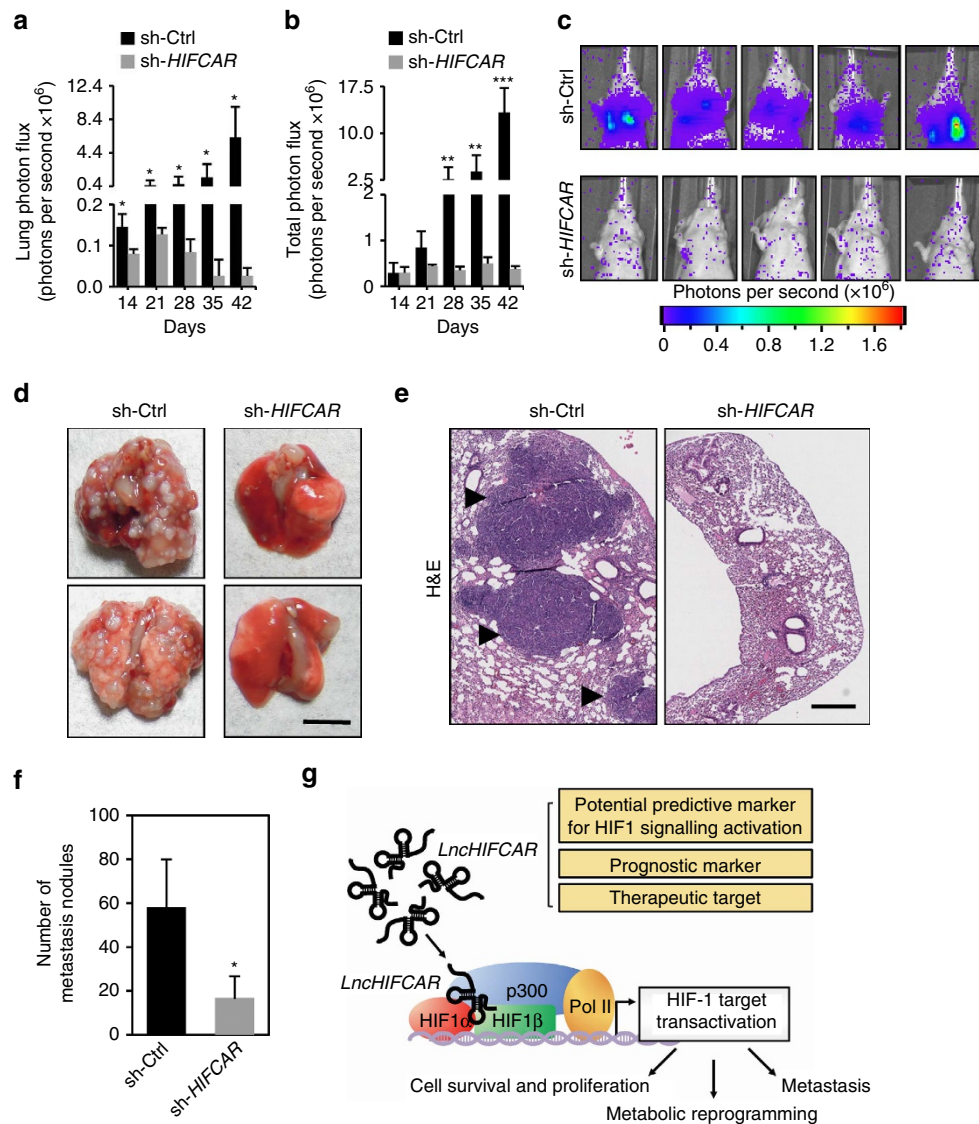 a
sh-Ctrl
sh-HIFCAR
12.4
8.4
4.4
0.4
0.2
0.1
0.0
Lung photon flux
(photons per second ×10⁶)
* * * * *
14 21 28 35 42
Days
b
sh-Ctrl
sh-HIFCAR
17.5
10.0
2.5
2
1
0
Total photon flux
(photons per second ×10⁶)
** ** ***
14 21 28 35 42
Days
c
sh-Ctrl
sh-HIFCAR
Photons per second (×10⁶)
0 0.4 0.8 1.2 1.6
d
sh-Ctrl sh-HIFCAR
e
sh-Ctrl sh-HIFCAR
H&E
f
100
80
60
40
20
0
Number of
metastasis nodules
*
sh-Ctrl
sh-HIFCAR
g
Potential predictive marker
for HIF1 signalling activation
Prognostic marker
Therapeutic target
LncHIFCAR
LncHIFCAR
p300
Pol II
HIF1α HIF1β
HIF-1 target
transactivation
Cell survival and proliferation
Metabolic reprogramming
Metastasis